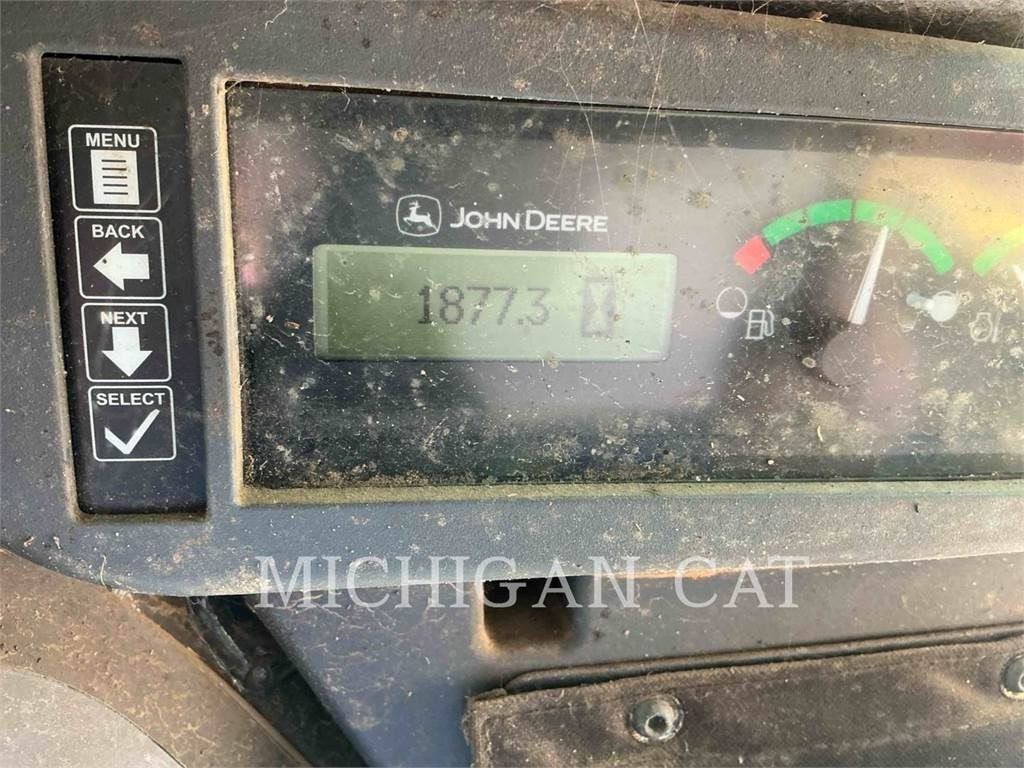 MENU
BACK
NEXT
SELECT
JOHN DEERE
1877.3
MICHIGAN CAT